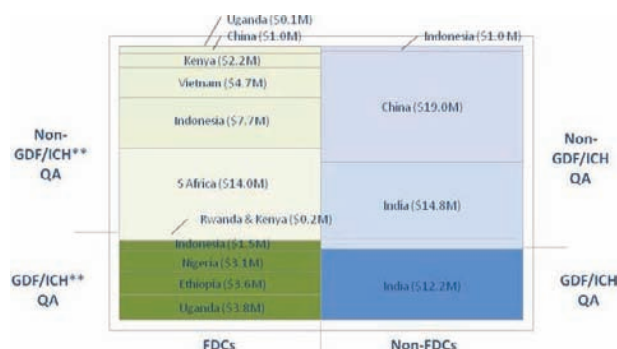 Uganda ($0.1M)
China ($1.0M)
Indonesia ($1.0 M)
Kenya ($2.2M)
Vietnam ($4.7M)
China ($19.0M)
Indonesia ($7.7M)
Non-
GDF/ICH**
QA
Non-
GDF/ICH
QA
S Africa ($14.0M)
India ($14.8M)
Rwanda & Kenya ($0.2M)
Indonesia ($1.5M)
Nigeria ($3.1M)
GDF/ICH**
QA
Ethiopia ($3.6M)
India ($12.2M)
GDF/ICH
QA
Uganda ($3.8M)
FDCs
Non-FDCs